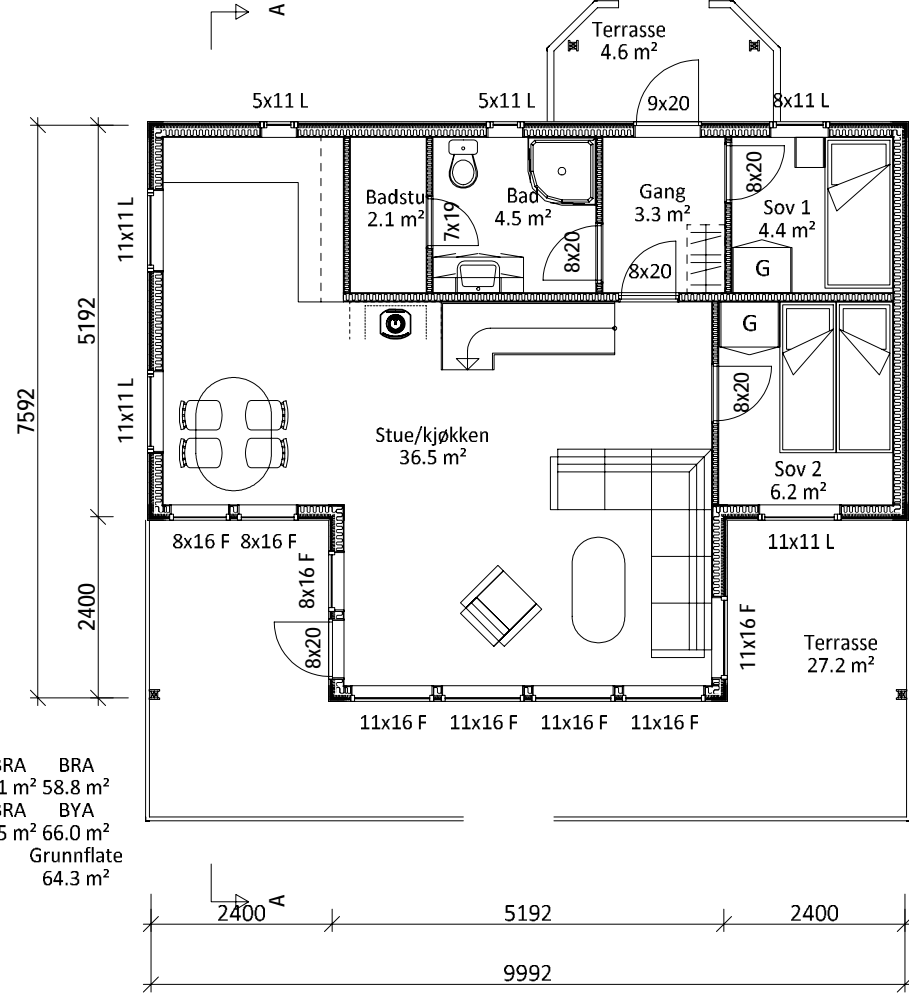 A
Terrasse
4.6 m²
5x11 L
5x11 L
9x20
8x11 L
11x11 L
Badstu
2.1 m²
7x19
Bad
4.5 m²
8x20
Gang
3.3 m²
8x20
8x20
Sov 1
4.4 m²
G
G
5192
7592
11x11 L
Stue/kjøkken
36.5 m²
8x20
Sov 2
6.2 m²
8x16 F
8x16 F
11x11 L
2400
8x16 F
8x20
11x16 F
Terrasse
27.2 m²
11x16 F
11x16 F
11x16 F
11x16 F
BRA
58.8 m²
BYA
66.0 m²
Grunnflate
64.3 m²
A
2400
5192
2400
9992